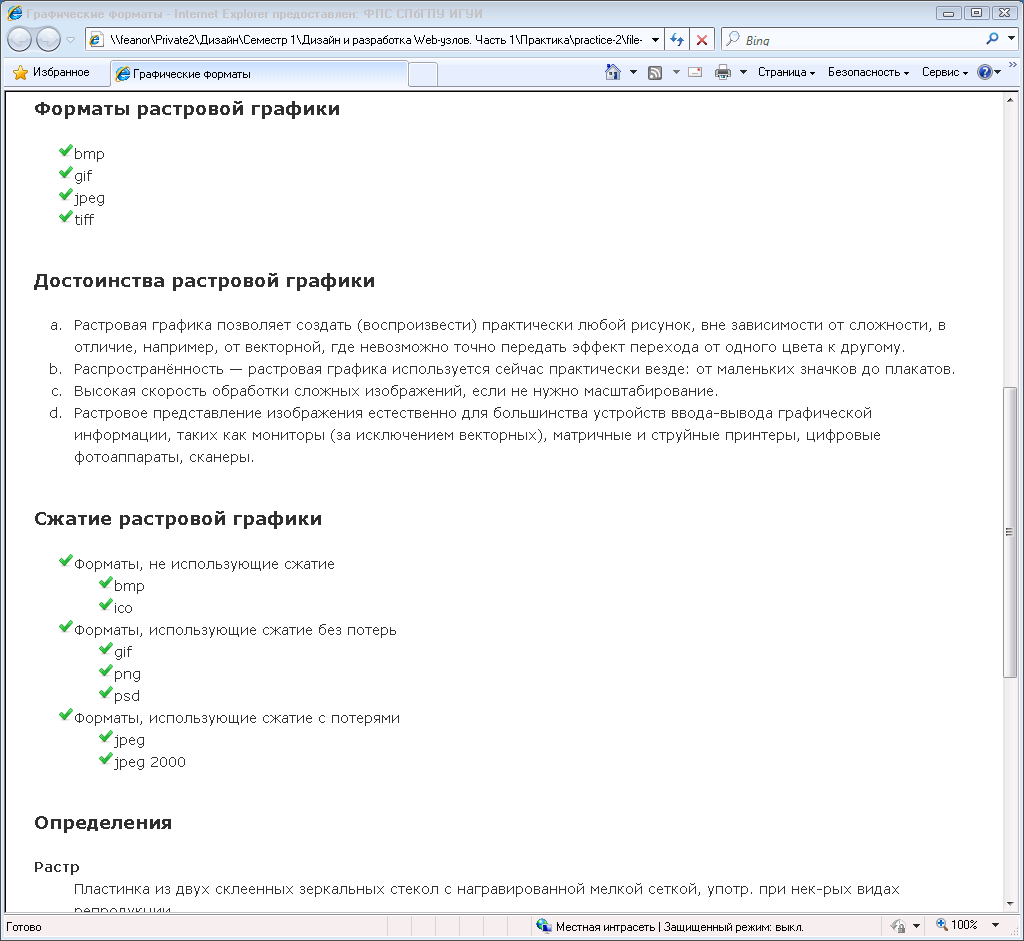 Графические форматы - Internet Explorer предоставлен: ФПС СПбГПУ ИГУИ
\\feanor\Private2\Дизайн\Семестр 1\Дизайн и разработка Web-узлов. Часть 1\Практика\practice-2\file-
Bing
Избранное
Графические форматы
Страница
Безопасность
Сервис
Форматы растровой графики
bmp
gif
jpeg
tiff
Достоинства растровой графики
a. Растровая графика позволяет создать (воспроизвести) практически любой рисунок, вне зависимости от сложности, в
отличие, например, от векторной, где невозможно точно передать эффект перехода от одного цвета к другому.
b. Распространённость — растровая графика используется сейчас практически везде: от маленьких значков до плакатов.
c. Высокая скорость обработки сложных изображений, если не нужно масштабирование.
d. Растровое представление изображения естественно для большинства устройств ввода-вывода графической
информации, таких как мониторы (за исключением векторных), матричные и струйные принтеры, цифровые
фотоаппараты, сканеры.
Сжатие растровой графики
Форматы, не использующие сжатие
bmp
ico
Форматы, использующие сжатие без потерь
gif
png
psd
Форматы, использующие сжатие с потерями
jpeg
jpeg 2000
Определения
Растр
Пластинка из двух склеенных зеркальных стекол с награвированной мелкой сеткой, употр. при нек-рых видах
репродукции
Готово
Местная интрасеть | Защищенный режим: выкл.
100%